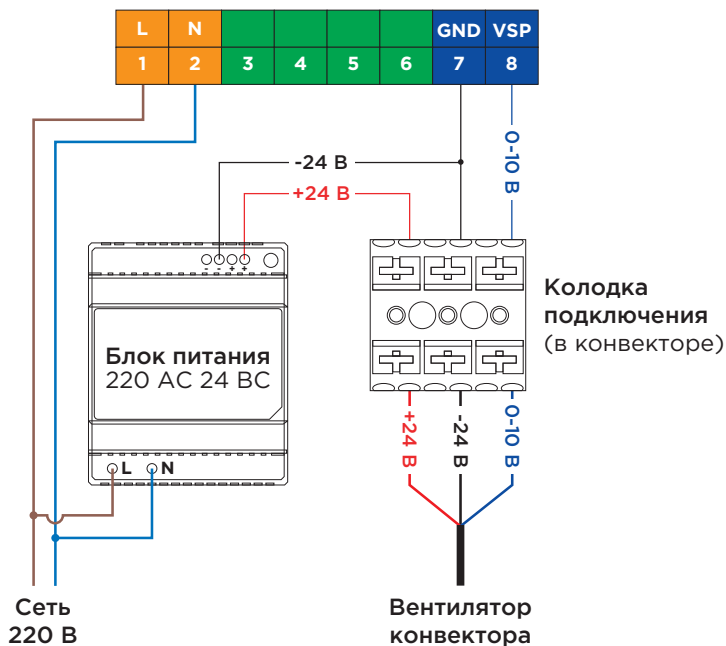 L N GND VSP
1 2 3 4 5 6 7 8
-24 В
+24 В
0-10 В
- - + +
Блок питания
220 AC 24 BC
L N
Колодка
подключения
(в конвекторе)
+24 В
-24 В
0-10 В
Сеть
220 В
Вентилятор
конвектора